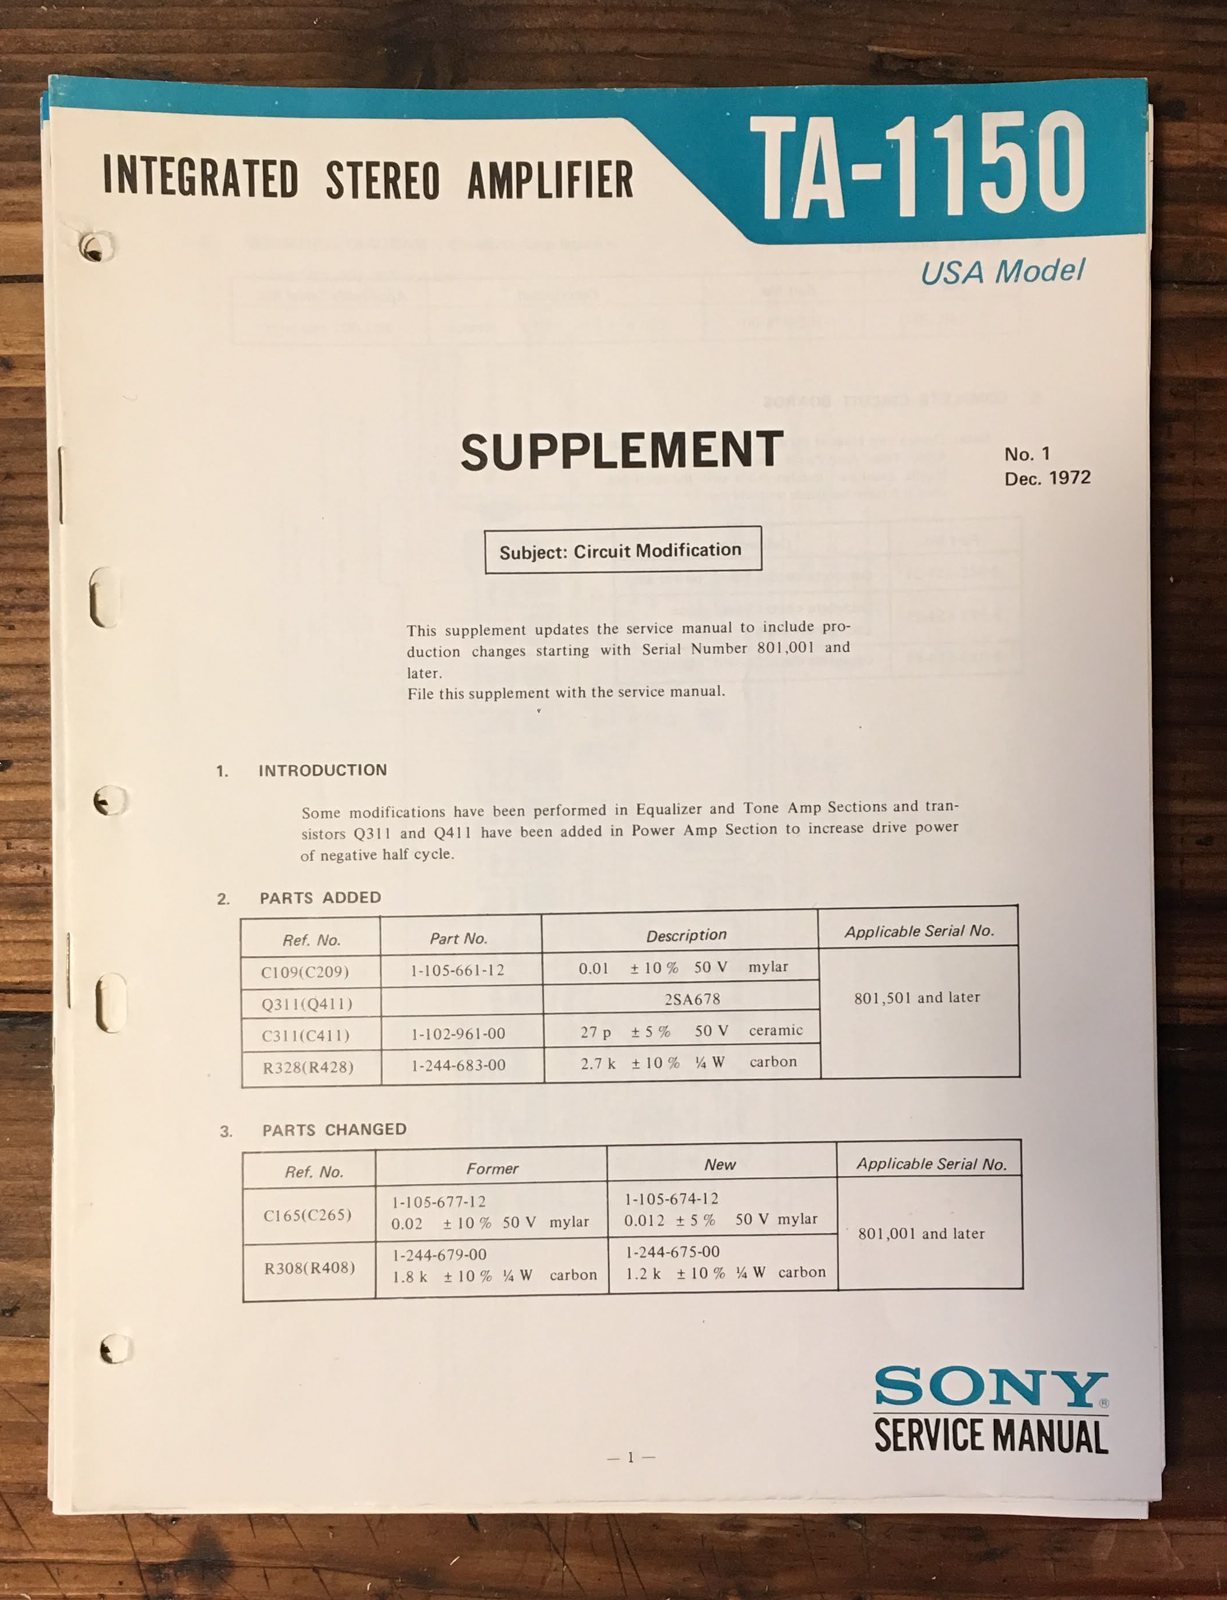 INTEGRATED STEREO AMPLIFIER
TA-1150
USA Model
SUPPLEMENT
No. 1
Dec. 1972
Subject: Circuit Modification
This supplement updates the service manual to include pro-
duction changes starting with Serial Number 801,001 and
later.
File this supplement with the service manual.
1. INTRODUCTION
Some modifications have been performed in Equalizer and Tone Amp Sections and tran-
sistors Q311 and Q411 have been added in Power Amp Section to increase drive power
of negative half cycle.
2. PARTS ADDED
Ref. No. Part No. Description Applicable Serial No.
C109(C209) 1-105-661-12 0.01 ± 10 % 50 V mylar
Q311(Q411) 2SA678 801,501 and later
C311(C411) 1-102-961-00 27 p ± 5 % 50 V ceramic
R328(R428) 1-244-683-00 2.7 k ± 10 % ¼ W carbon
3. PARTS CHANGED
Ref. No. Former New Applicable Serial No.
1-105-677-12 1-105-674-12
C165(C265) 0.02 ± 10 % 50 V mylar 0.012 ± 5 % 50 V mylar
801,001 and later
1-244-679-00 1-244-675-00
R308(R408) 1.8 k ± 10 % ¼ W carbon 1.2 k ± 10 % ¼ W carbon
SONY®
SERVICE MANUAL
— 1 —